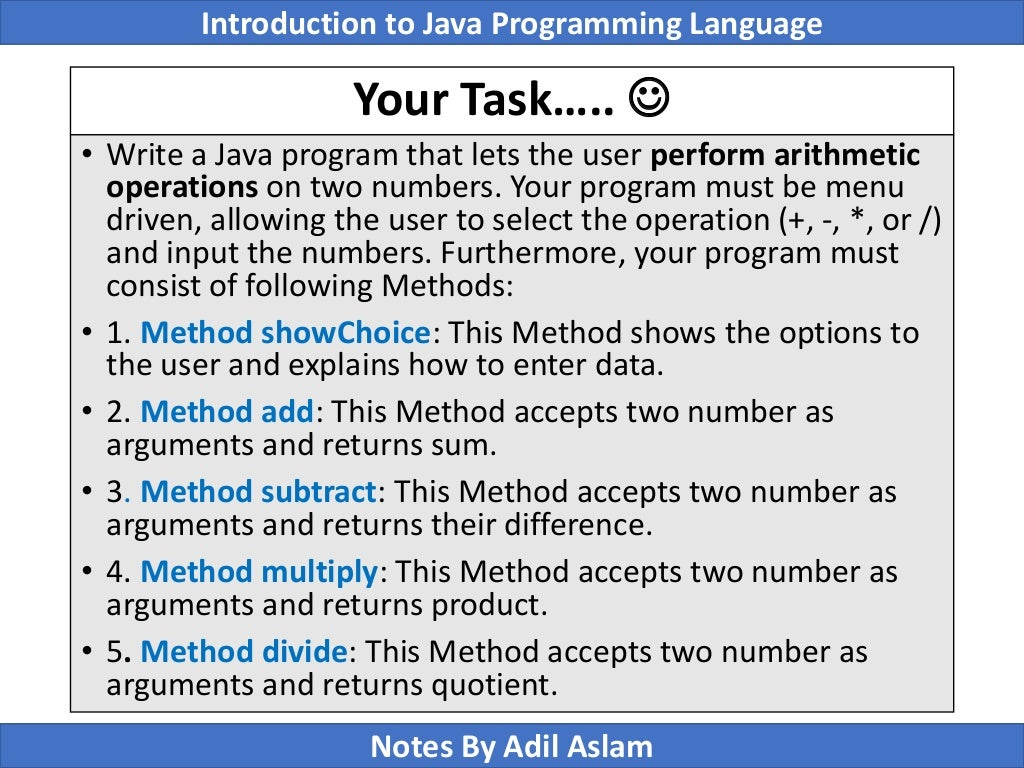 Introduction to Java Programming Language
Your Task….. ☺
• Write a Java program that lets the user perform arithmetic
operations on two numbers. Your program must be menu
driven, allowing the user to select the operation (+, -, *, or /)
and input the numbers. Furthermore, your program must
consist of following Methods:
• 1. Method showChoice: This Method shows the options to
the user and explains how to enter data.
• 2. Method add: This Method accepts two number as
arguments and returns sum.
• 3. Method subtract: This Method accepts two number as
arguments and returns their difference.
• 4. Method multiply: This Method accepts two number as
arguments and returns product.
• 5. Method divide: This Method accepts two number as
arguments and returns quotient.
Notes By Adil Aslam